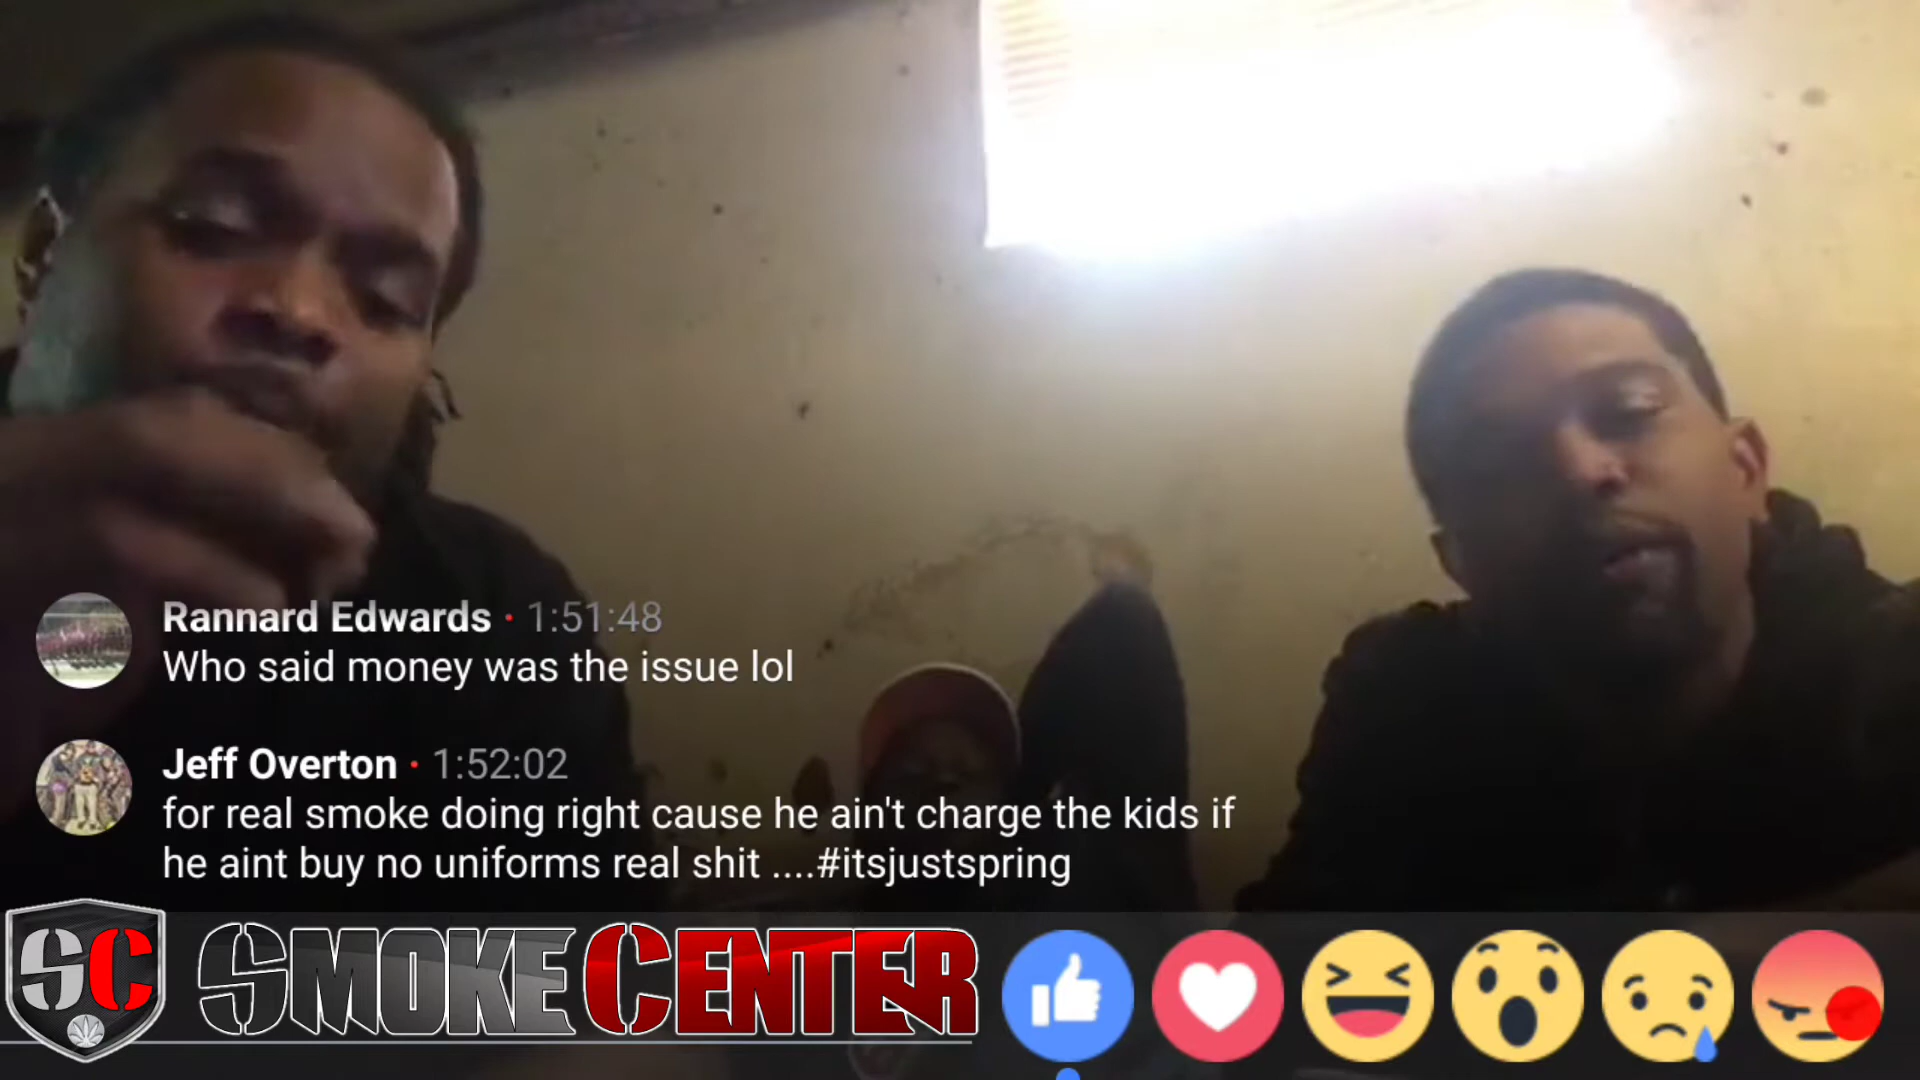 Rannard Edwards · 1:51:48
Who said money was the issue lol
Jeff Overton · 1:52:02
for real smoke doing right cause he ain't charge the kids if
he aint buy no uniforms real shit ....#itsjustspring
SC SMOKE CENTER